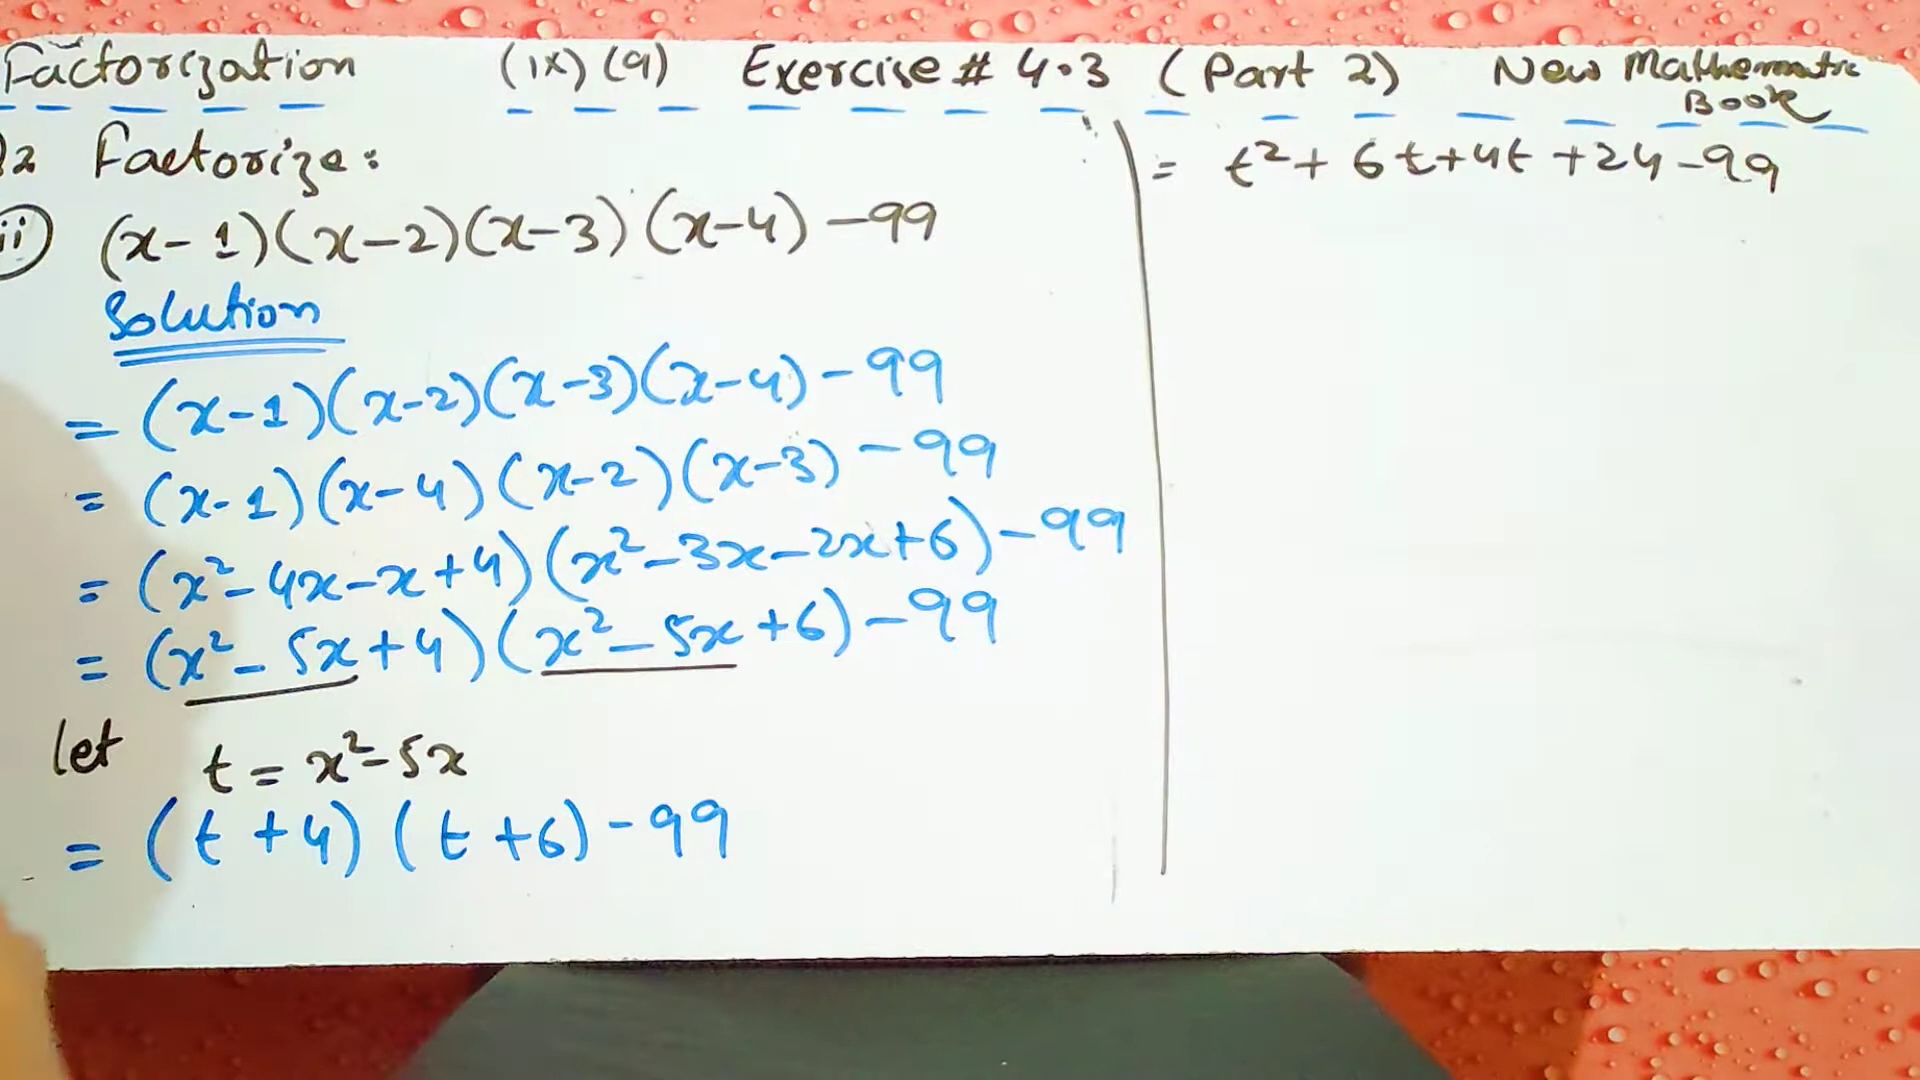 Factorization (IX) (9) Exercise # 4.3 (Part 2) New Mathematic Book
2 Factorize:
ii (x-1)(x-2)(x-3)(x-4)-99
Solution
= (x-1)(x-2)(x-3)(x-4)-99
= (x-1)(x-4)(x-2)(x-3)-99
= (x²-4x-x+4)(x²-3x-2x+6)-99
= (x²-5x+4)(x²-5x+6)-99
let t = x²-5x
= (t+4)(t+6)-99
= t²+6t+4t+24-99